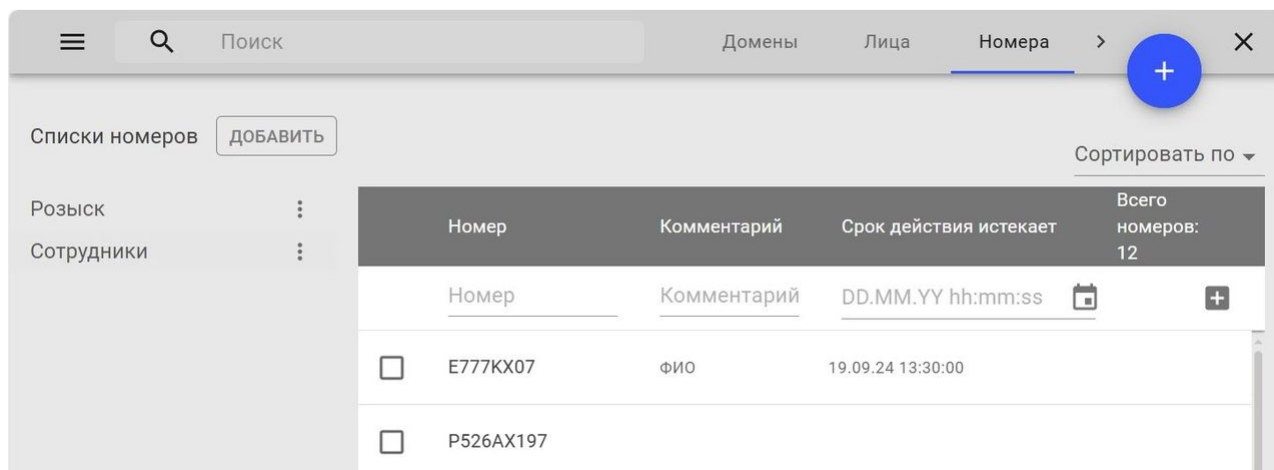 Поиск
Домены Лица Номера
Списки номеров ДОБАВИТЬ
Сортировать по
Розыск
Сотрудники
Номер Комментарий Срок действия истекает Всего номеров: 12
Номер Комментарий DD.MM.YY hh:mm:ss
E777KX07 ФИО 19.09.24 13:30:00
P526AX197